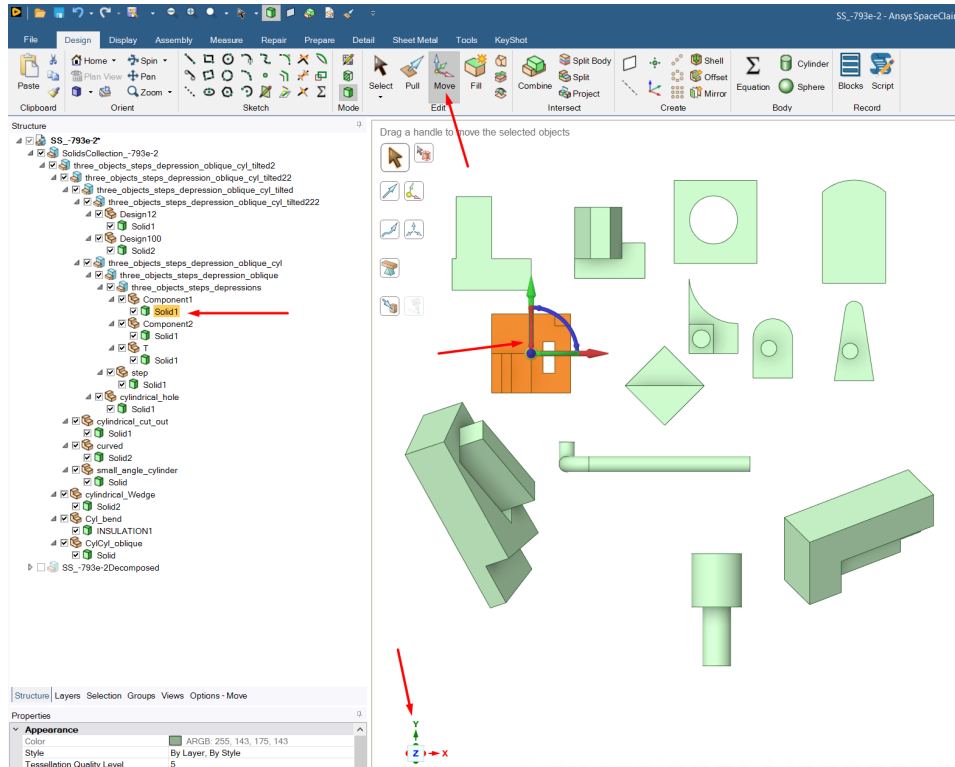 SS_-793e-2 - Ansys SpaceClaim
File Design Display Assembly Measure Repair Prepare Detail Sheet Metal Tools KeyShot
Home Spin Split Body Shell Cylinder
Paste Plan View Pan Select Pull Move Fill Combine Split Offset Equation Sphere Blocks Script
Zoom Project Mirror
Clipboard Orient Sketch Mode Edit Intersect Create Body Record
Structure
Drag a handle to move the selected objects
SS_-793e-2*
SolidsCollection_-793e-2
three_objects_steps_depression_oblique_cyl_tilted2
three_objects_steps_depression_oblique_cyl_tilted22
three_objects_steps_depression_oblique_cyl_tilted
three_objects_steps_depression_oblique_cyl_tilted222
Design12
Solid1
Design100
Solid2
three_objects_steps_depression_oblique_cyl
three_objects_steps_depression_oblique
three_objects_steps_depressions
Component1
Solid1
Component2
Solid1
T
Solid1
step
Solid1
cylindrical_hole
Solid1
cylindrical_cut_out
Solid1
curved
Solid2
small_angle_cylinder
Solid
cylindrical_Wedge
Solid2
Cyl_bend
INSULATION1
CylCyl_oblique
Solid
SS_-793e-2Decomposed
Structure Layers Selection Groups Views Options - Move
Properties
Appearance
Color ARGB: 255, 143, 175, 143
Style By Layer, By Style
Tessellation Quality Level 5
Y
Z X